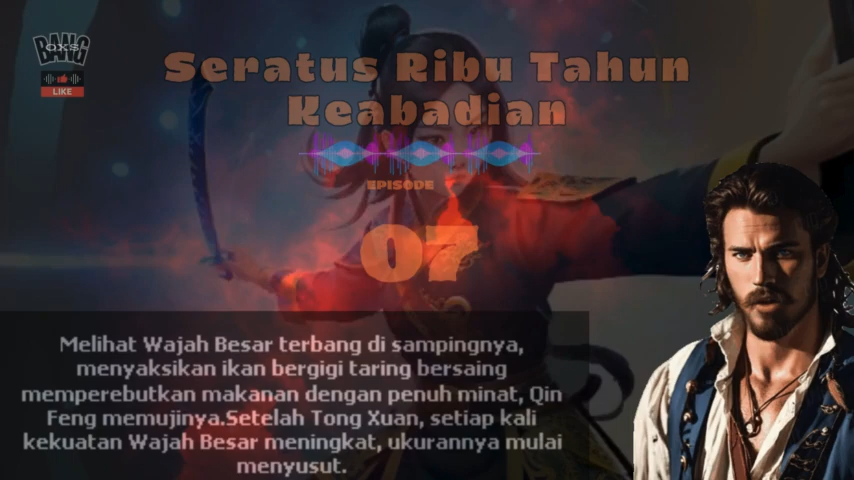 BANG
OXS
LIKE
Seratus Ribu Tahun
Keabadian
EPISODE
07
Melihat Wajah Besar terbang di sampingnya,
menyaksikan ikan bergigi taring bersaing
memperebutkan makanan dengan penuh minat, Qin
Feng memujinya.Setelah Tong Xuan, setiap kali
kekuatan Wajah Besar meningkat, ukurannya mulai
menyusut.